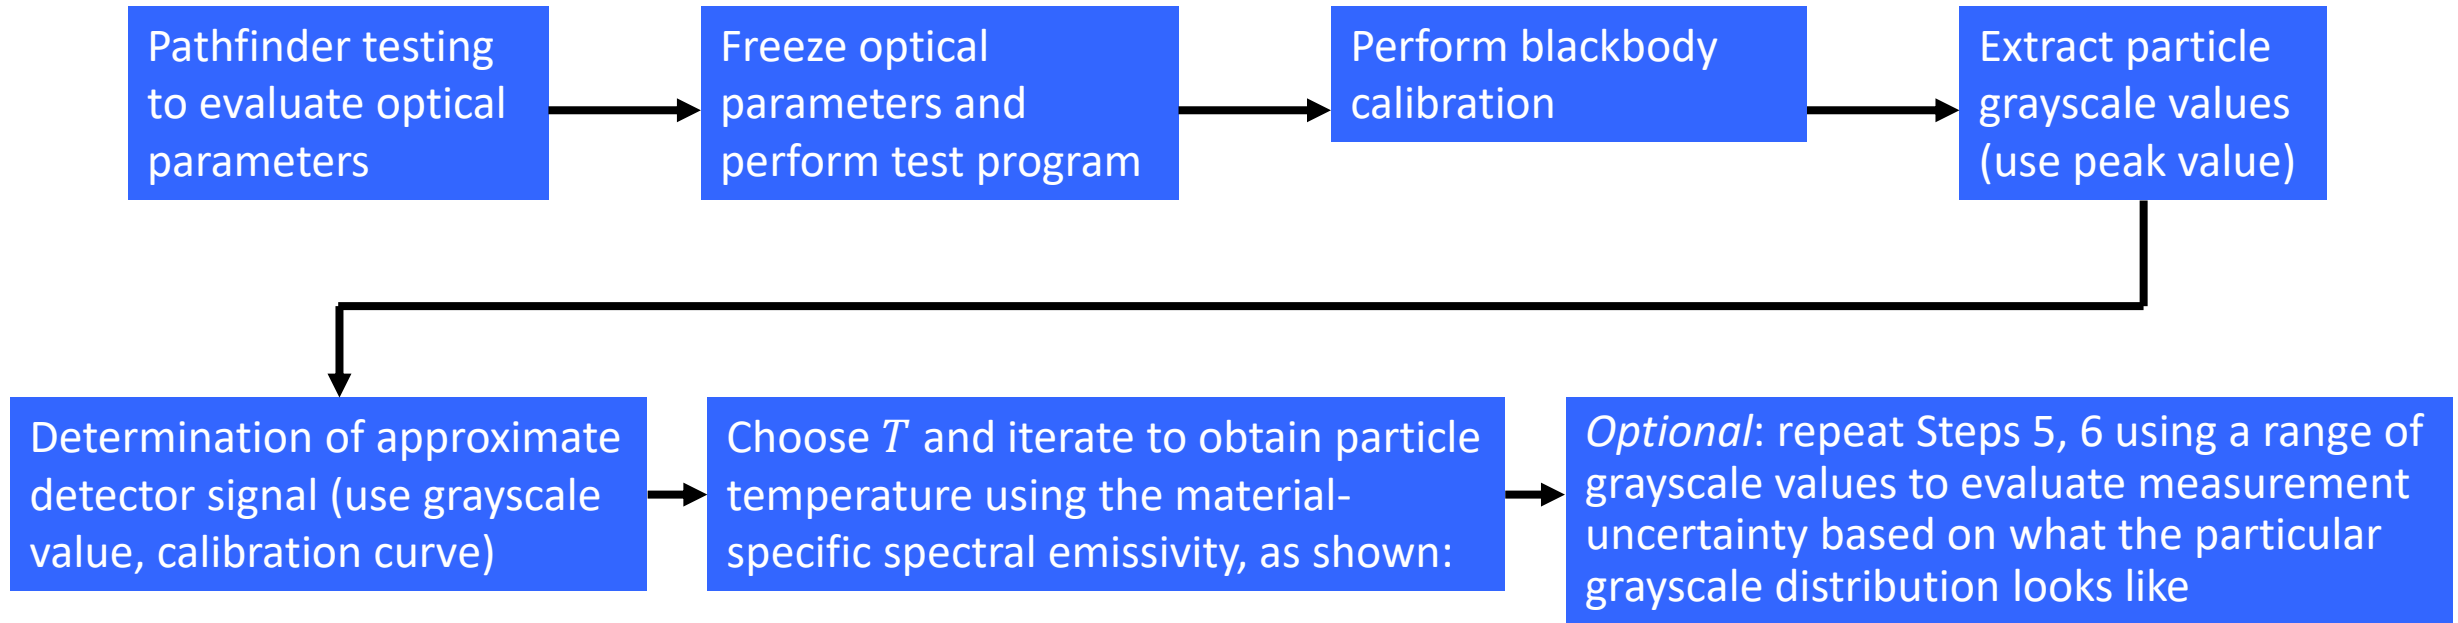 Pathfinder testing
to evaluate optical
parameters
Freeze optical
parameters and
perform test program
Perform blackbody
calibration
Extract particle
grayscale values
(use peak value)
Determination of approximate
detector signal (use grayscale
value, calibration curve)
Choose T and iterate to obtain particle
temperature using the material-
specific spectral emissivity, as shown:
Optional: repeat Steps 5, 6 using a range of
grayscale values to evaluate measurement
uncertainty based on what the particular
grayscale distribution looks like